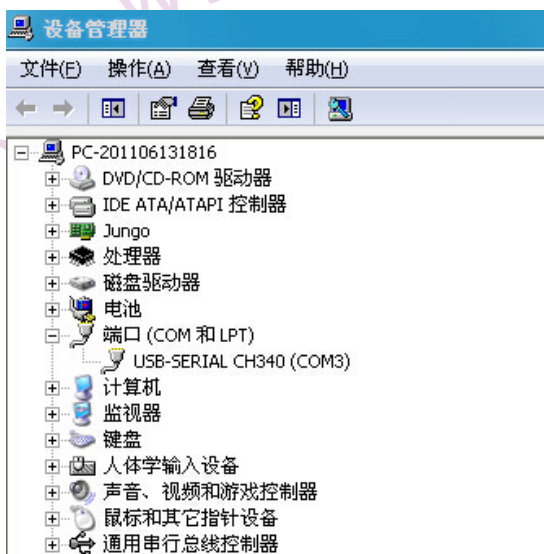 设备管理器
文件(F) 操作(A) 查看(V) 帮助(H)
PC-201106131816
DVD/CD-ROM 驱动器
IDE ATA/ATAPI 控制器
Jungo
处理器
磁盘驱动器
电池
端口 (COM 和 LPT)
USB-SERIAL CH340 (COM3)
计算机
监视器
键盘
人体学输入设备
声音、视频和游戏控制器
鼠标和其它指针设备
通用串行总线控制器